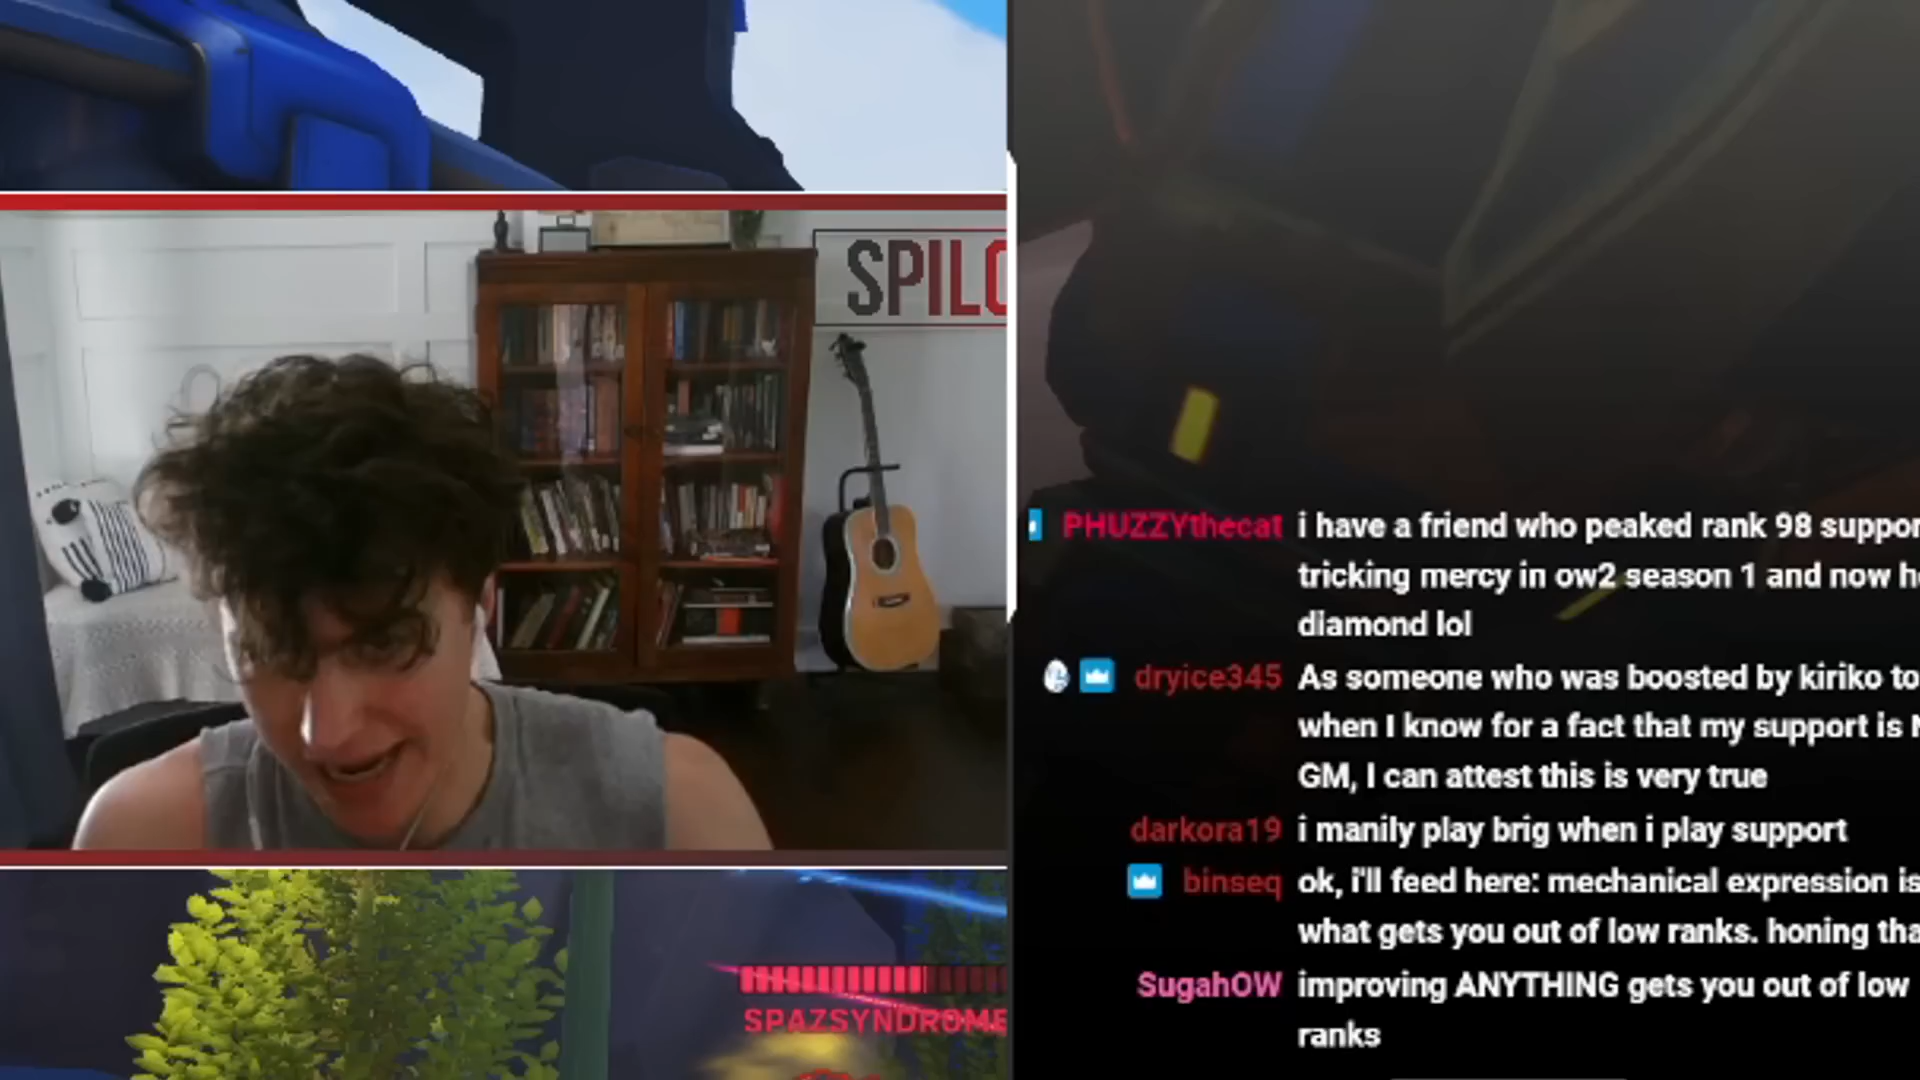 SPILO
PHUZZYthecat i have a friend who peaked rank 98
tricking mercy in ow2 season 1 and now
diamond lol
dryice345 As someone who was boosted by kiriko to
when I know for a fact that my support is
GM, I can attest this is very true
darkora19 i manily play brig when i play support
binseq ok, i'll feed here: mechanical expression is
what gets you out of low ranks. honing
SugahOW improving ANYTHING gets you out of low
ranks
SPAZSYNDROME